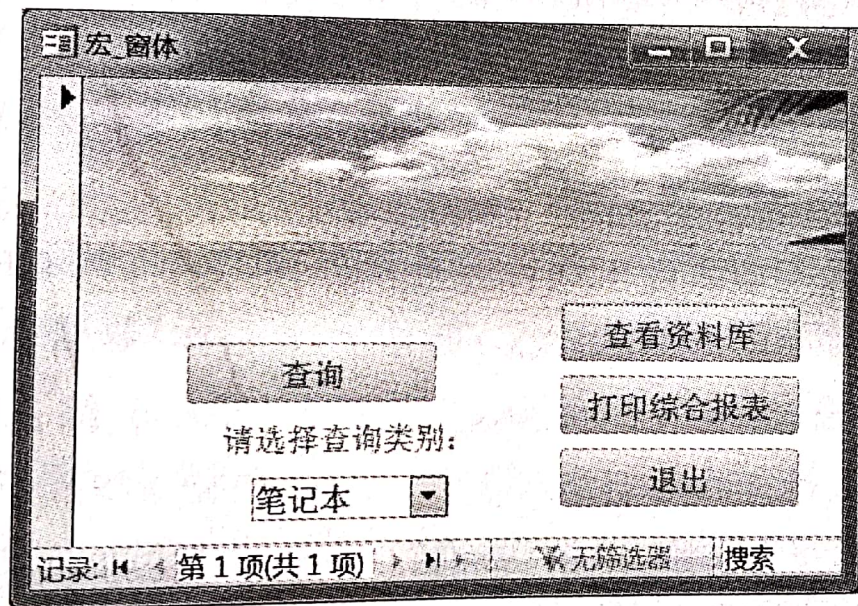 宏_窗体
查询
请选择查询类别：
笔记本
查看资料库
打印综合报表
退出
记录: 第 1 项(共 1 项) 无筛选器 搜索